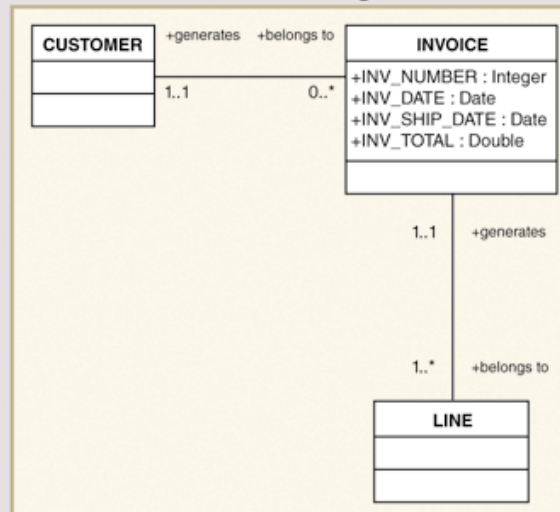 CUSTOMER
+generates +belongs to
1..1 0..*
INVOICE
+INV_NUMBER : Integer
+INV_DATE : Date
+INV_SHIP_DATE : Date
+INV_TOTAL : Double
1..1 +generates
1..* +belongs to
LINE